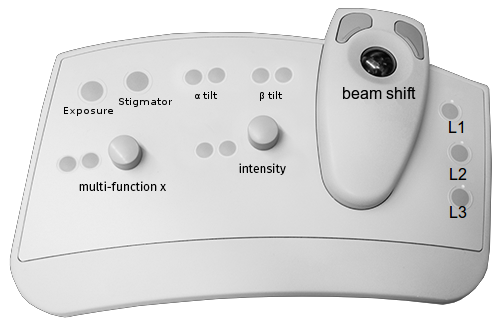 Exposure
Stigmator
α tilt
β tilt
beam shift
L1
L2
L3
multi-function x
intensity